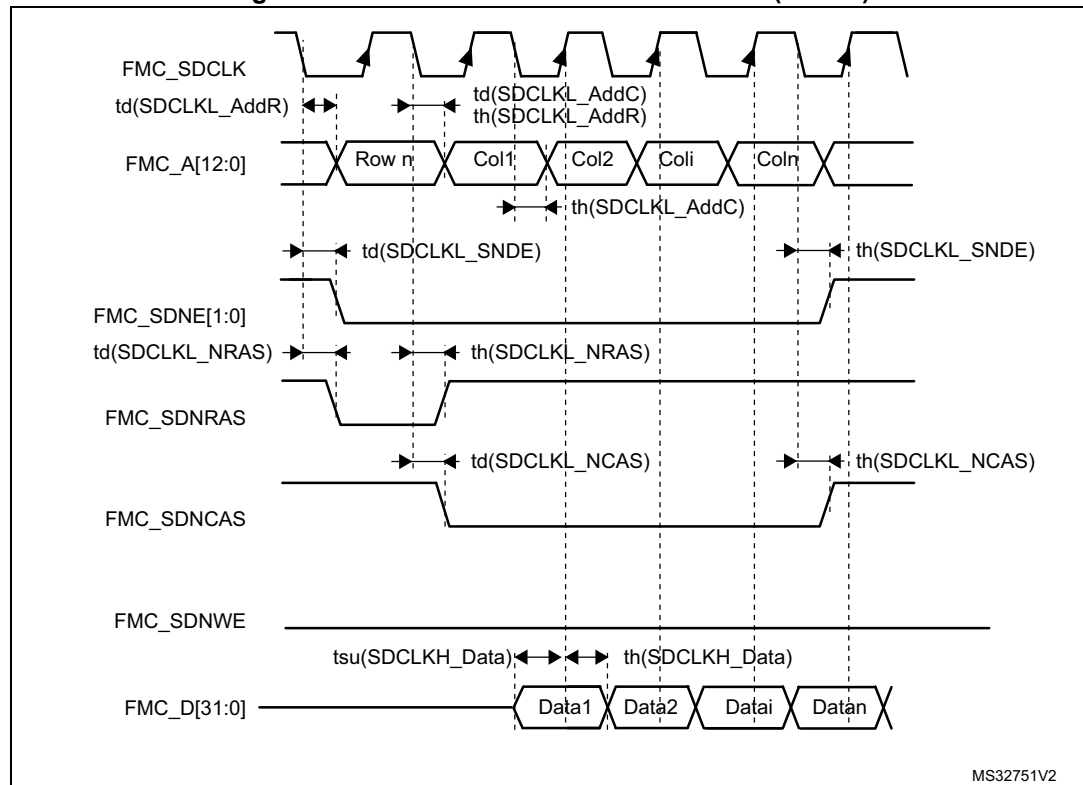 FMC_SDCLK
td(SDCLKL_AddR)
td(SDCLKL_AddC)
th(SDCLKL_AddR)
FMC_A[12:0]
Row n
Col1
Col2
Coli
Coln
th(SDCLKL_AddC)
td(SDCLKL_SNDE)
th(SDCLKL_SNDE)
FMC_SDNE[1:0]
td(SDCLKL_NRAS)
th(SDCLKL_NRAS)
FMC_SDNRAS
td(SDCLKL_NCAS)
th(SDCLKL_NCAS)
FMC_SDNCAS
FMC_SDNWE
tsu(SDCLKH_Data)
th(SDCLKH_Data)
FMC_D[31:0]
Data1
Data2
Datai
Datan
MS32751V2